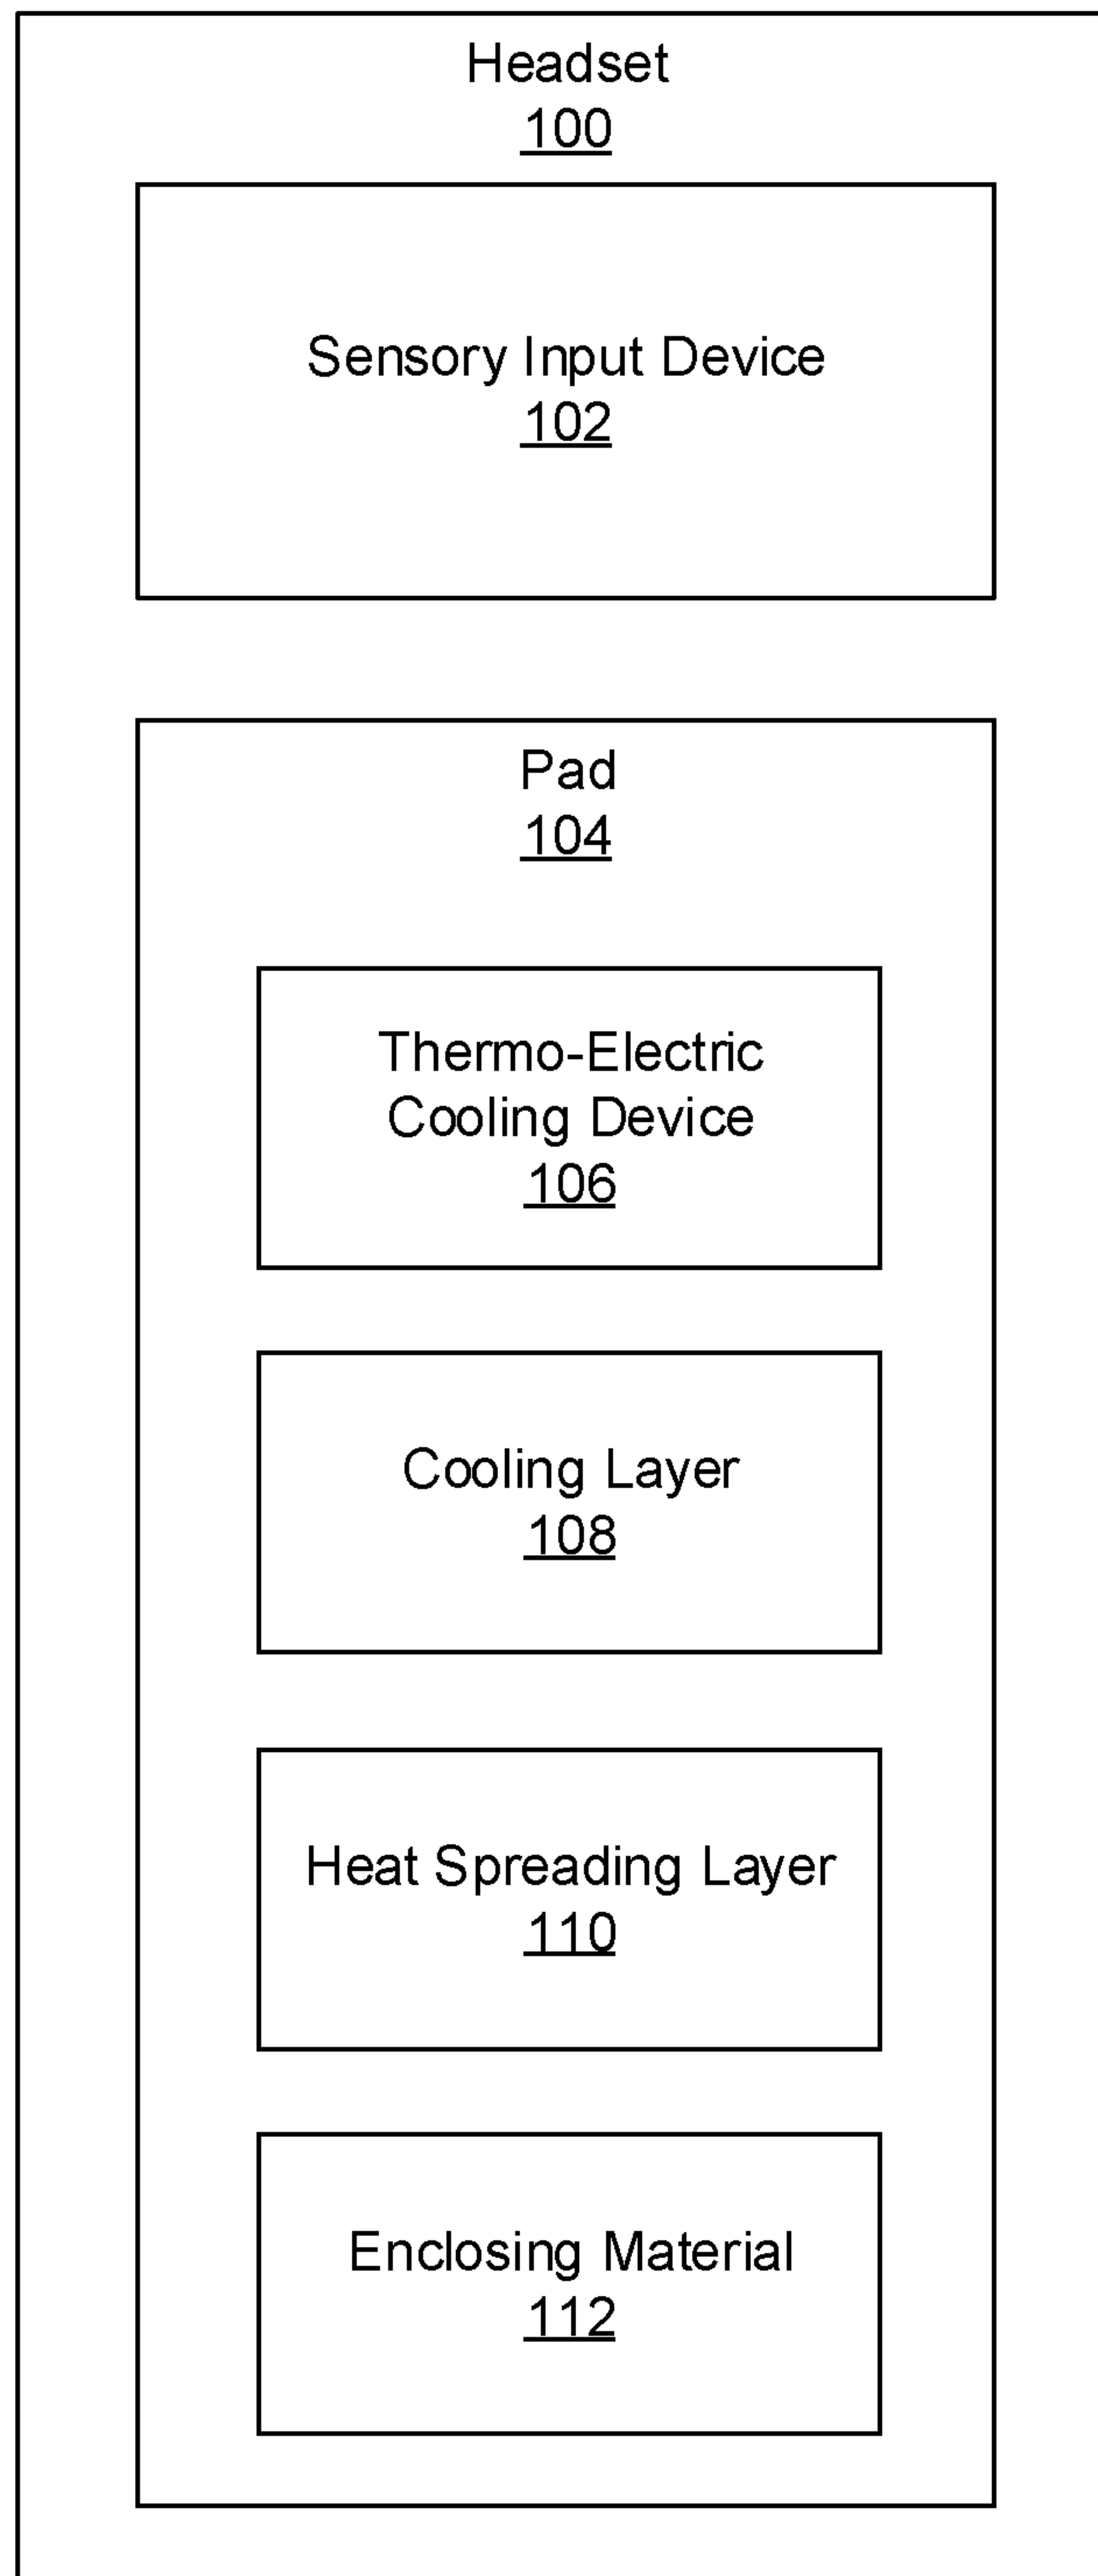 Headset
100
Sensory Input Device
102
Pad
104
Thermo-Electric
Cooling Device
106
Cooling Layer
108
Heat Spreading Layer
110
Enclosing Material
112